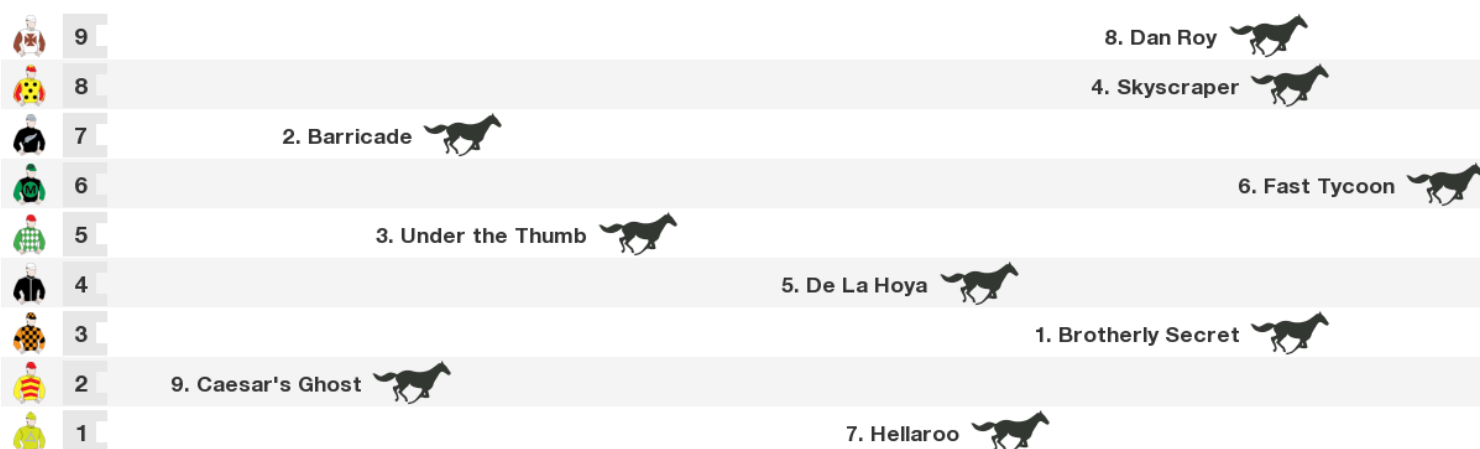 9 8. Dan Roy
8 4. Skyscraper
7 2. Barricade
6 6. Fast Tycoon
5 3. Under the Thumb
4 5. De La Hoya
3 1. Brotherly Secret
2 9. Caesar's Ghost
1 7. Hellaroo